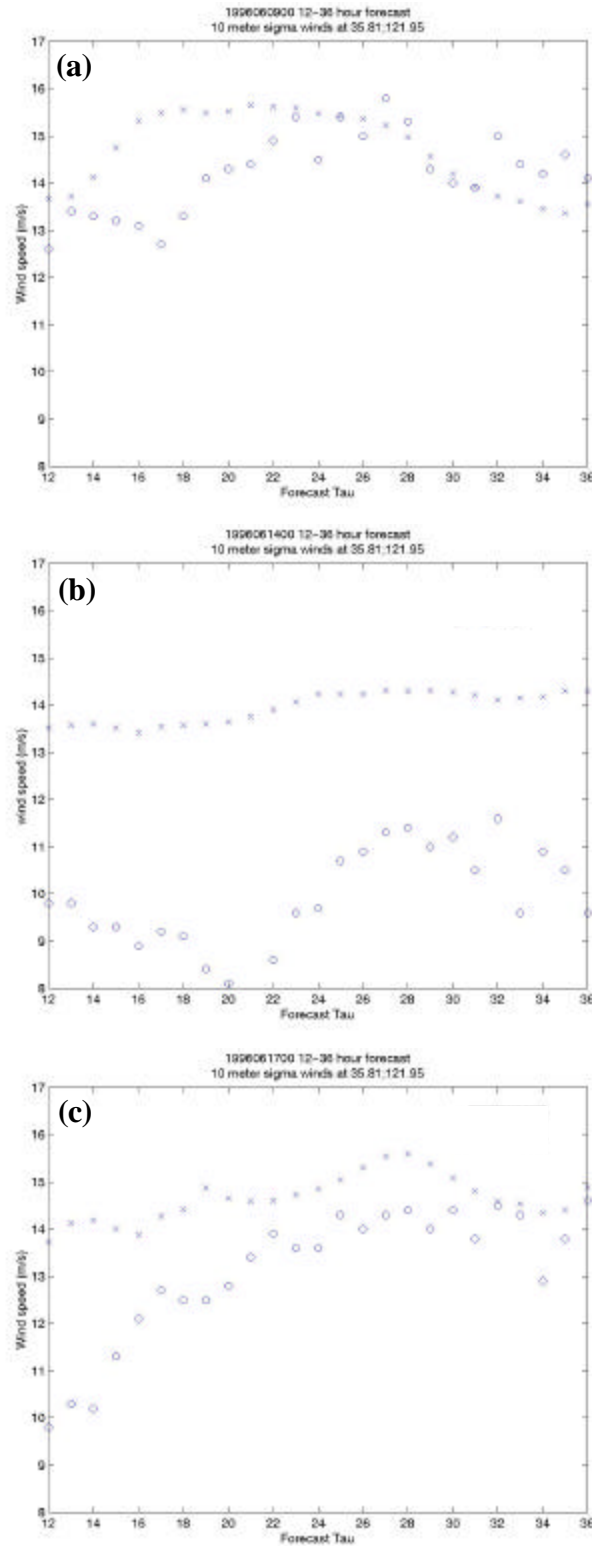 1996060900 12-36 hour forecast
10 meter sigma winds at 35.81;121.95
(a)
17
16
15
14
13
12
11
10
9
8
Wind speed (m/s)
12 14 16 18 20 22 24 26 28 30 32 34 36
Forecast Tau
1996061400 12-36 hour forecast
10 meter sigma winds at 35.81;121.95
(b)
17
16
15
14
13
12
11
10
9
8
wind speed (m/s)
12 14 16 18 20 22 24 26 28 30 32 34 36
Forecast Tau
1996061700 12-36 hour forecast
10 meter sigma winds at 35.81;121.95
(c)
17
16
15
14
13
12
11
10
9
8
Wind speed (m/s)
12 14 16 18 20 22 24 26 28 30 32 34 36
Forecast Tau